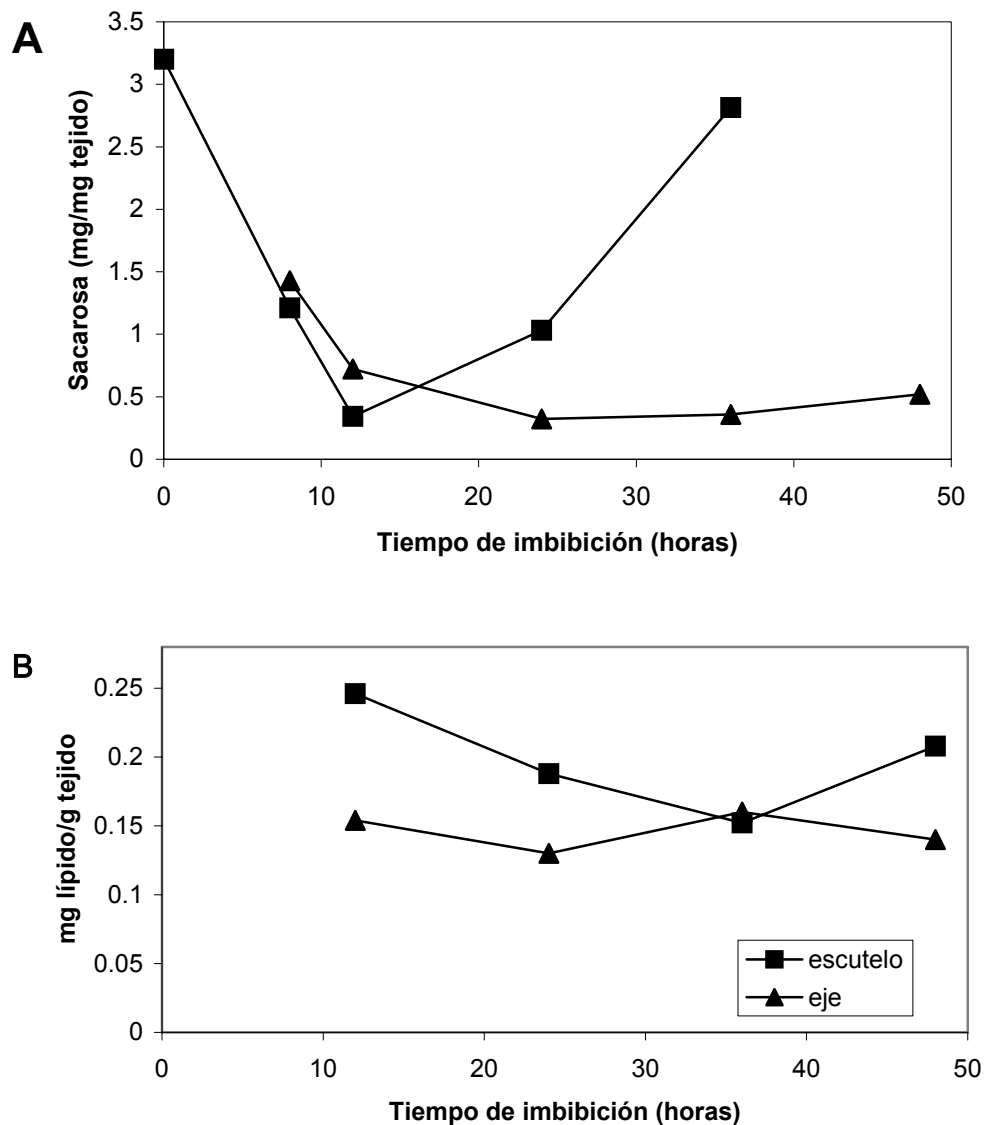 A
3.5
3
2.5
2
1.5
1
0.5
0
Sacarosa (mg/mg tejido)
0 10 20 30 40 50
Tiempo de imbibición (horas)
B
0.25
0.2
0.15
0.1
0.05
0
mg lípido/g tejido
escutelo
eje
0 10 20 30 40 50
Tiempo de imbibición (horas)